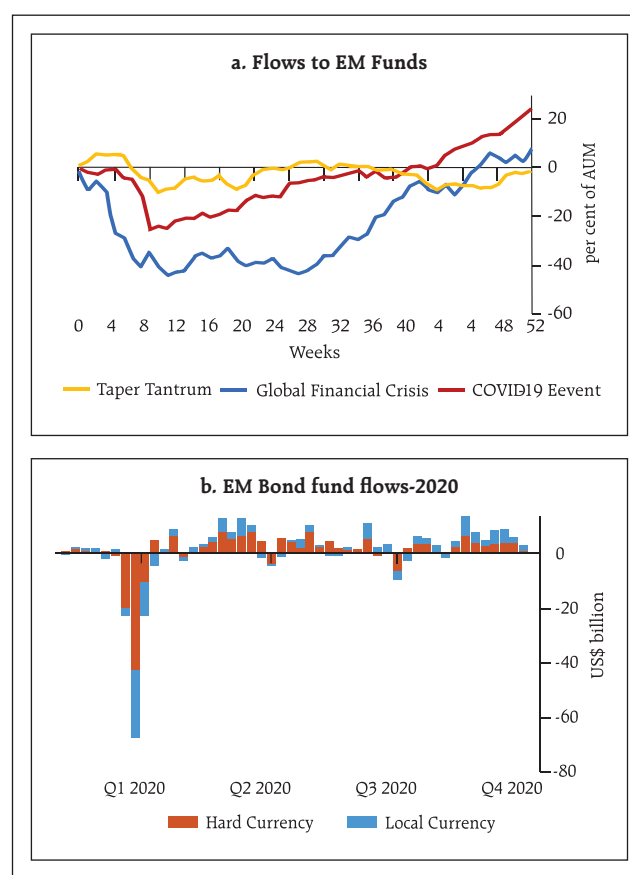 a. Flows to EM Funds
20
0
-20
-40
-60
per cent of AUM
0 4 8 12 16 20 24 28 32 36 40 4 4 48 52
Weeks
Taper Tantrum Global Financial Crisis COVID19 Eevent
b. EM Bond fund flows-2020
0
-20
-40
-60
-80
US$ billion
Q1 2020 Q2 2020 Q3 2020 Q4 2020
Hard Currency Local Currency